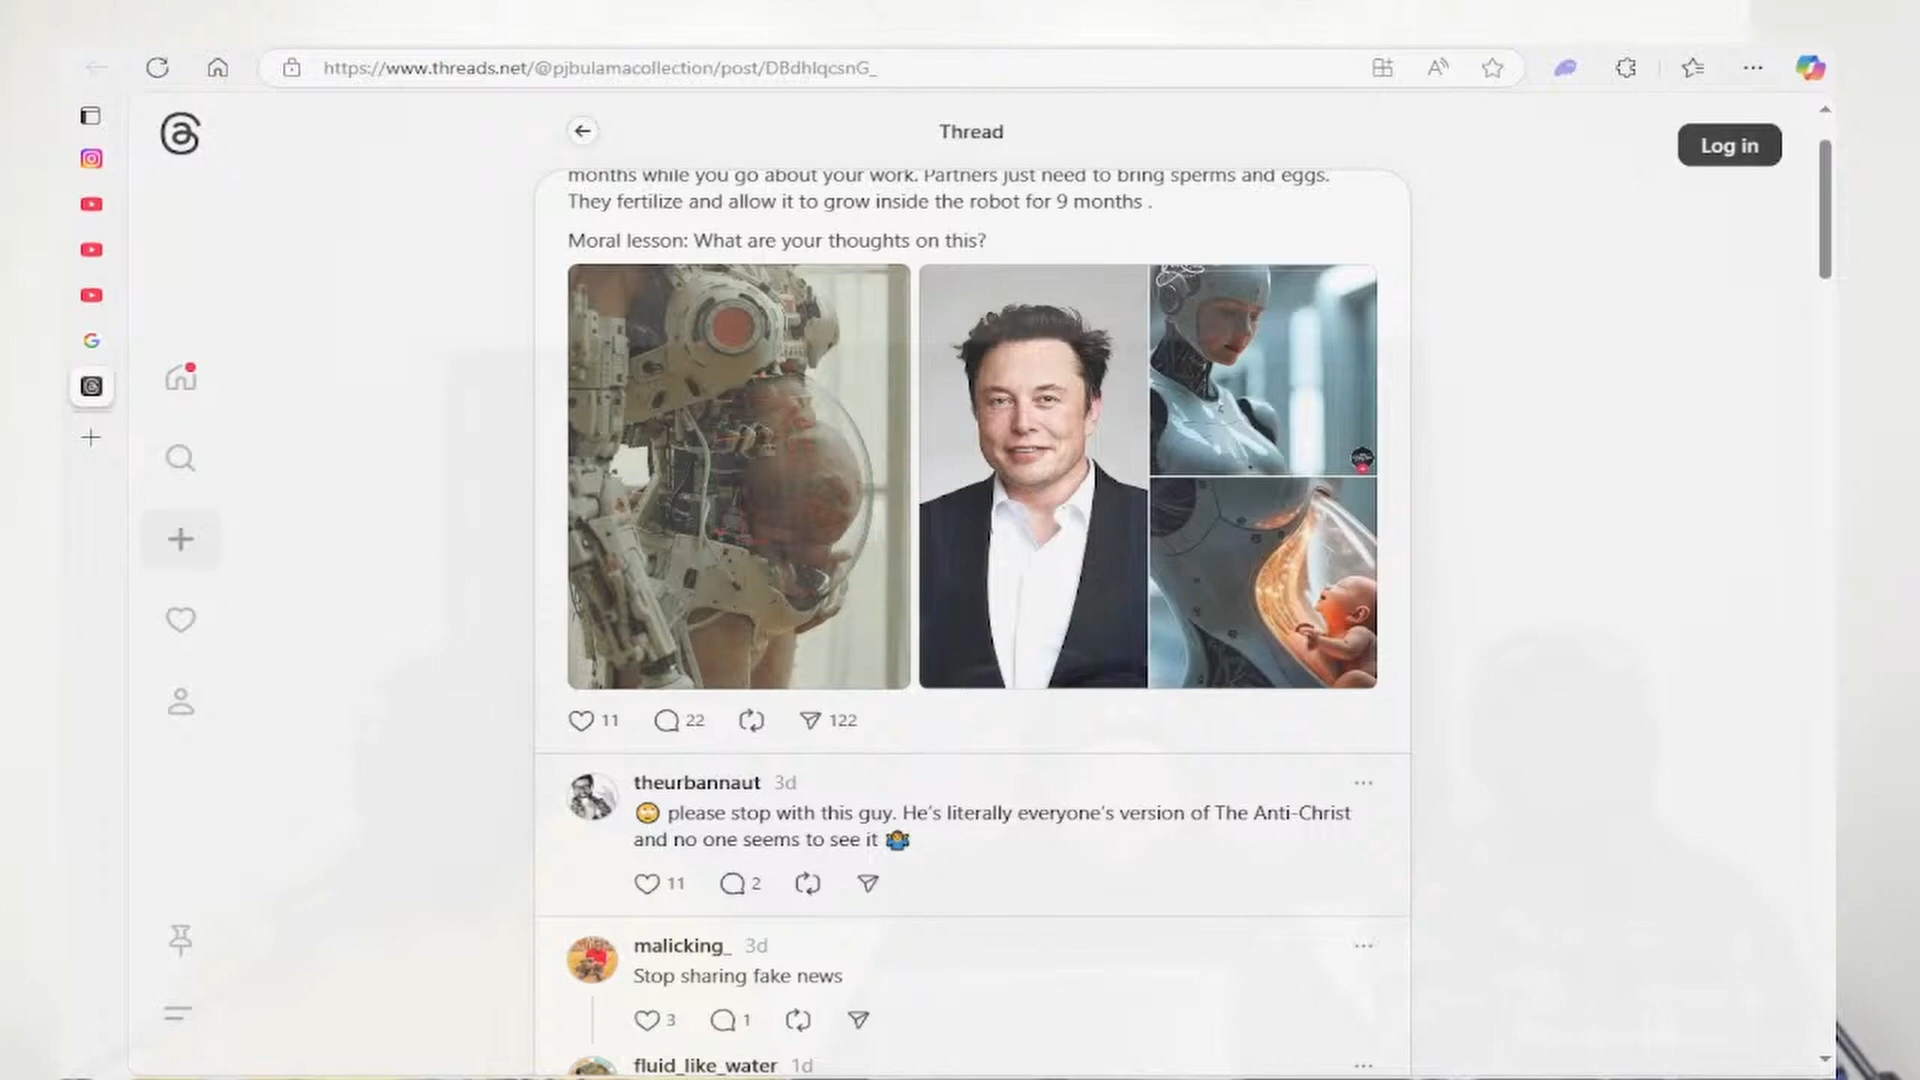 https://www.threads.net/@pjbulamacollection/post/DBdhIqcsnG_
Thread
Log in
months while you go about your work. Partners just need to bring sperms and eggs.
They fertilize and allow it to grow inside the robot for 9 months .
Moral lesson: What are your thoughts on this?
11 22 122
theurbannaut 3d
🙄 please stop with this guy. He's literally everyone's version of The Anti-Christ
and no one seems to see it 🤷🏾‍♂️
11 2
malicking_ 3d
Stop sharing fake news
3 1
fluid_like_water 1d